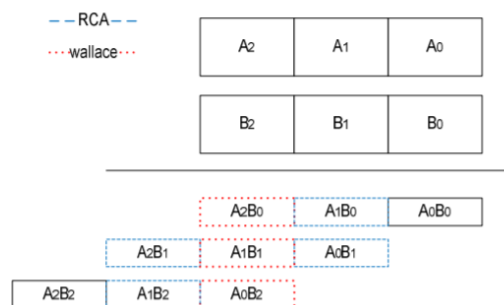 RCA
wallace
A2 A1 A0
B2 B1 B0
A2B0 A1B0 A0B0
A2B1 A1B1 A0B1
A2B2 A1B2 A0B2